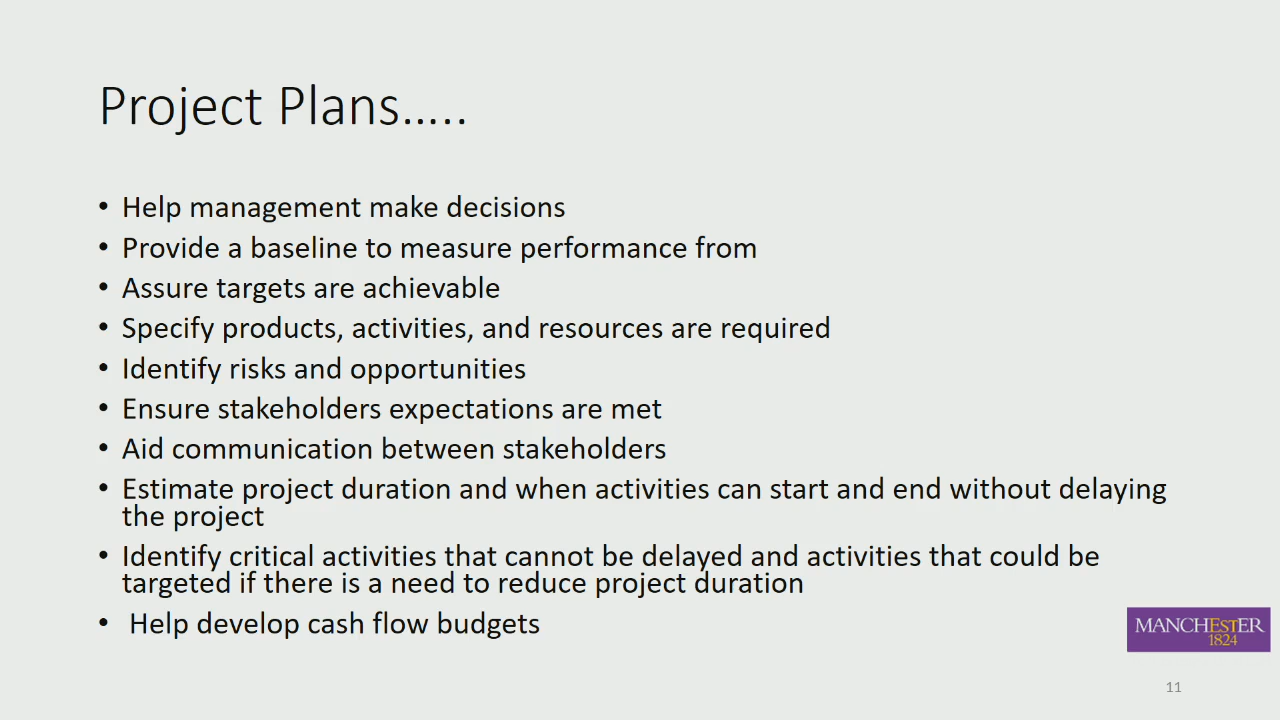 Project Plans.....
• Help management make decisions
• Provide a baseline to measure performance from
• Assure targets are achievable
• Specify products, activities, and resources are required
• Identify risks and opportunities
• Ensure stakeholders expectations are met
• Aid communication between stakeholders
• Estimate project duration and when activities can start and end without delaying
the project
• Identify critical activities that cannot be delayed and activities that could be
targeted if there is a need to reduce project duration
• Help develop cash flow budgets
MANCHESTER
1824
11